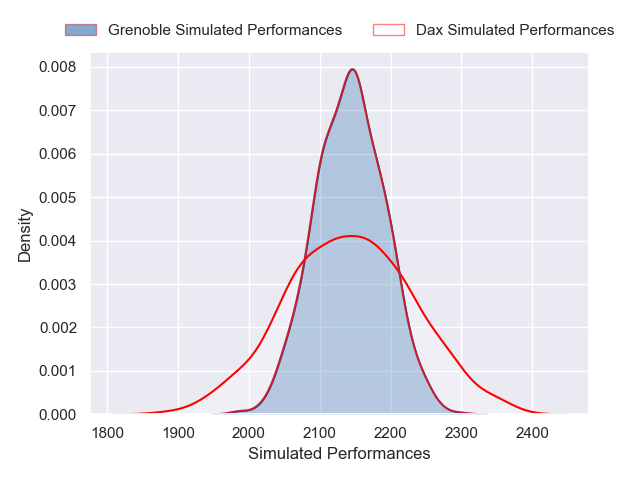 Grenoble Simulated Performances
Dax Simulated Performances
0.008
0.007
0.006
0.005
0.004
0.003
0.002
0.001
0.000
Density
1800 1900 2000 2100 2200 2300 2400
Simulated Performances